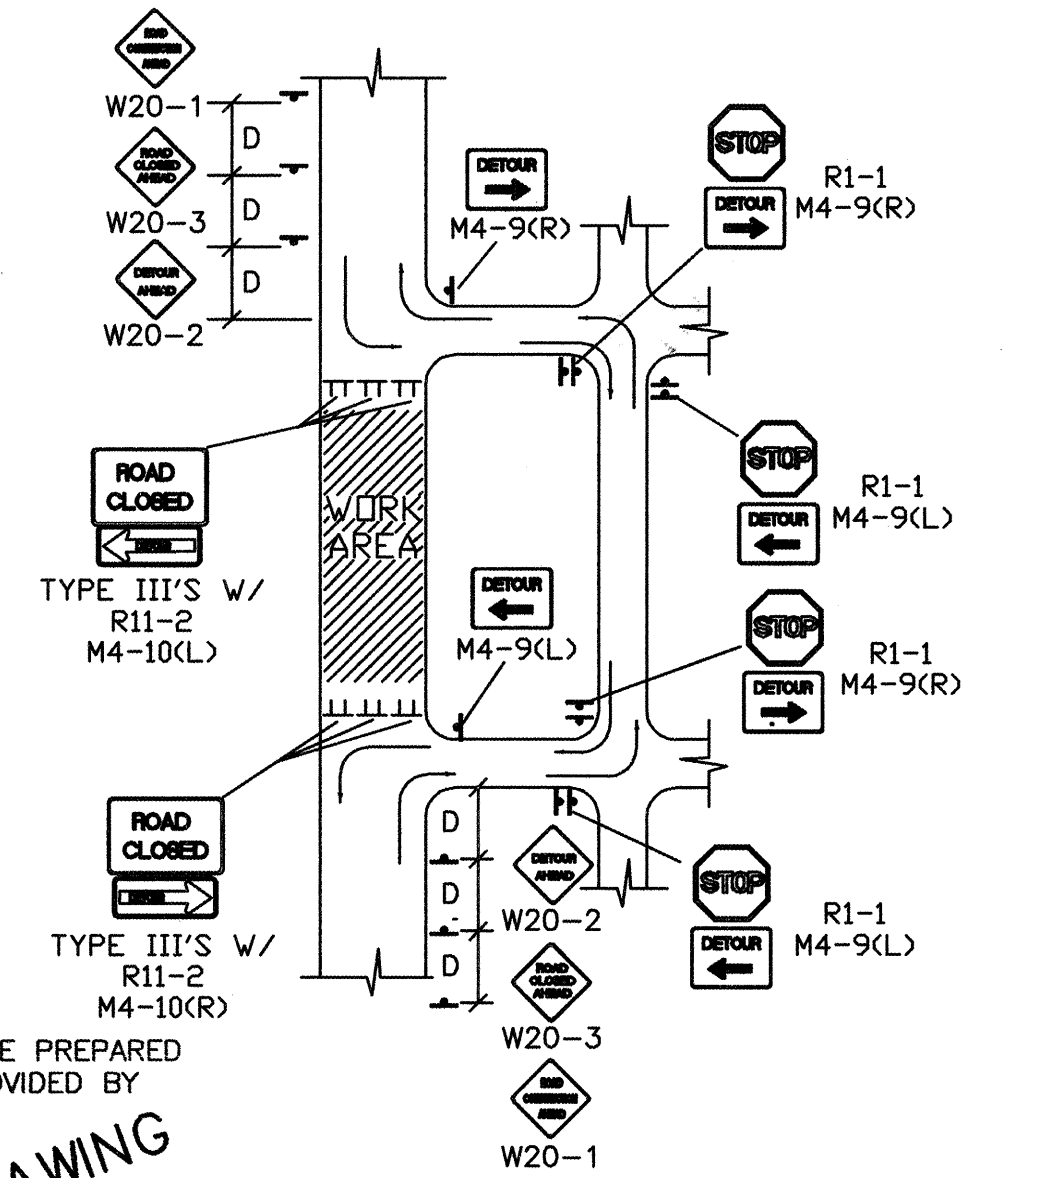 ROAD
CONSTRUCTION
AHEAD
W20-1
D
ROAD
CLOSED
AHEAD
W20-3
D
DETOUR
AHEAD
W20-2
D
DETOUR
M4-9(R)
STOP
DETOUR
R1-1
M4-9(R)
ROAD
CLOSED
DETOUR
TYPE III'S W/
R11-2
M4-10(L)
WORK
AREA
STOP
DETOUR
R1-1
M4-9(L)
DETOUR
M4-9(L)
STOP
DETOUR
R1-1
M4-9(R)
ROAD
CLOSED
DETOUR
TYPE III'S W/
R11-2
M4-10(R)
D
DETOUR
AHEAD
W20-2
D
ROAD
CLOSED
AHEAD
W20-3
D
ROAD
CONSTRUCTION
AHEAD
W20-1
STOP
DETOUR
R1-1
M4-9(L)
E PREPARED
OVIDED BY
AWING